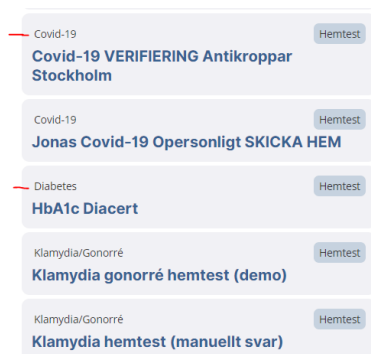 Covid-19
Hemtest
Covid-19 VERIFIERING Antikroppar
Stockholm
Covid-19
Hemtest
Jonas Covid-19 Opersonligt SKICKA HEM
Diabetes
Hemtest
HbA1c Diacert
Klamydia/Gonorré
Hemtest
Klamydia gonorré hemtest (demo)
Klamydia/Gonorré
Hemtest
Klamydia hemtest (manuellt svar)